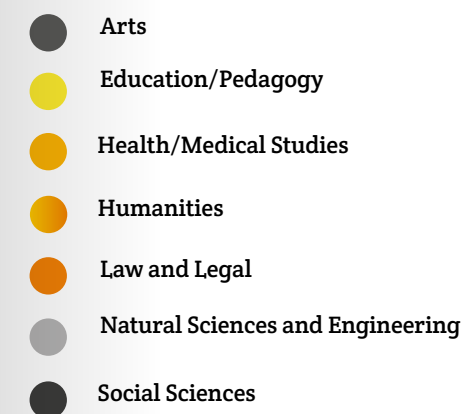 Arts
Education/Pedagogy
Health/Medical Studies
Humanities
Law and Legal
Natural Sciences and Engineering
Social Sciences